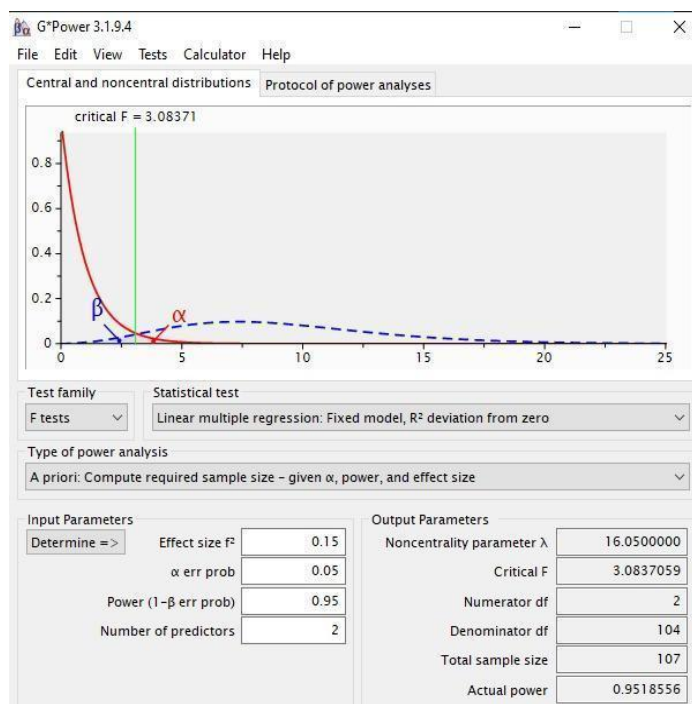 βα G*Power 3.1.9.4
File Edit View Tests Calculator Help
Central and noncentral distributions Protocol of power analyses
critical F = 3.08371
0.8
0.6
0.4
0.2
0
β
α
0 5 10 15 20 25
Test family Statistical test
F tests Linear multiple regression: Fixed model, R² deviation from zero
Type of power analysis
A priori: Compute required sample size – given α, power, and effect size
Input Parameters Output Parameters
Determine => Effect size f² 0.15 Noncentrality parameter λ 16.0500000
α err prob 0.05 Critical F 3.0837059
Power (1-β err prob) 0.95 Numerator df 2
Number of predictors 2 Denominator df 104
Total sample size 107
Actual power 0.9518556